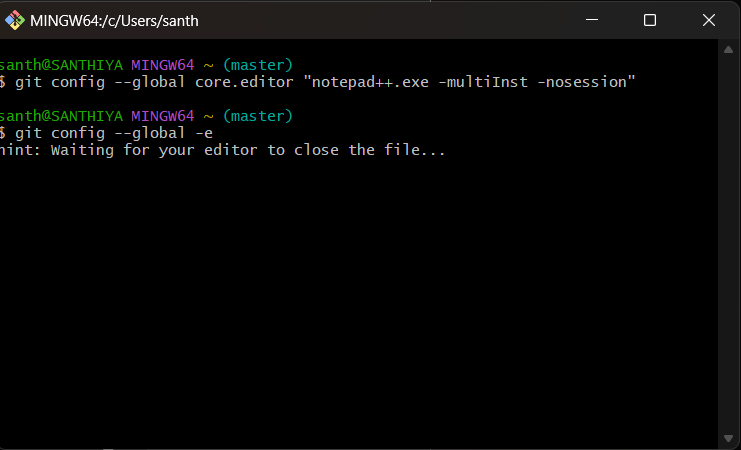 MINGW64:/c/Users/santh
santh@SANTHIYA MINGW64 ~ (master)
$ git config --global core.editor "notepad++.exe -multiInst -nosession"
santh@SANTHIYA MINGW64 ~ (master)
$ git config --global -e
hint: Waiting for your editor to close the file...